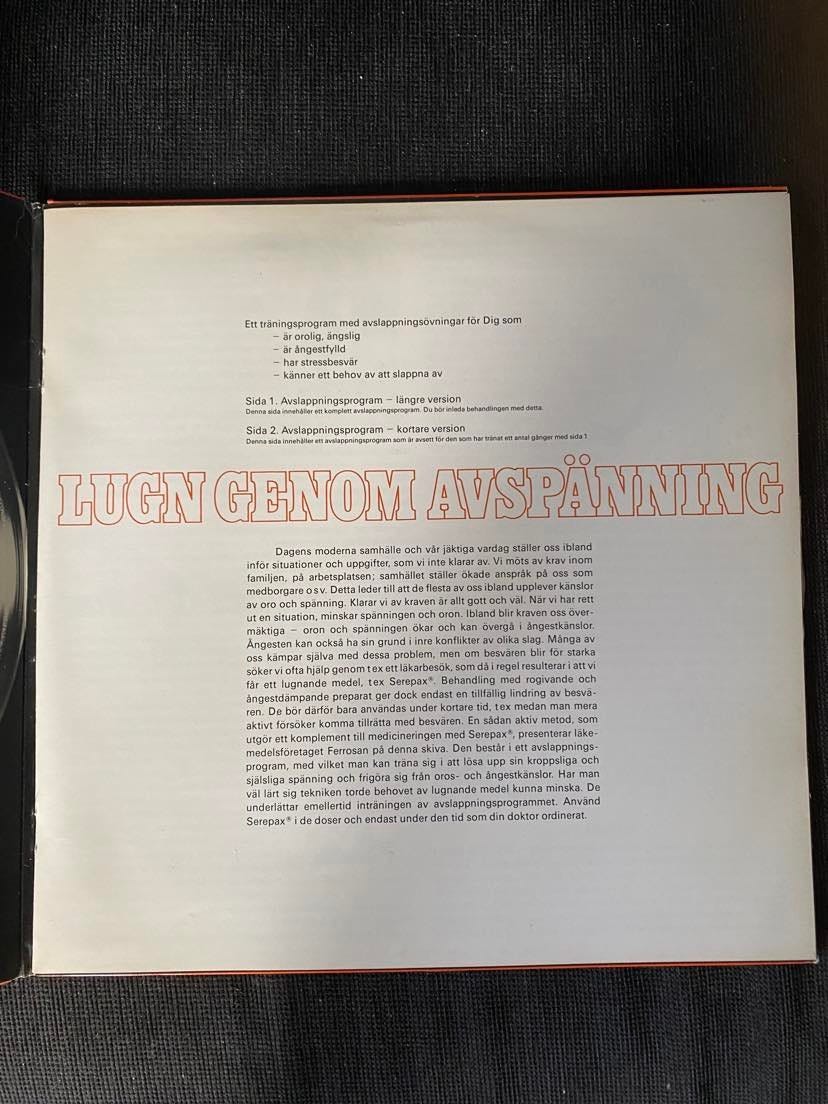 Ett träningsprogram med avslappningsövningar för Dig som
– är orolig, ängslig
– är ångestfylld
– har stressbesvär
– känner ett behov av att slappna av
Sida 1. Avslappningsprogram – längre version
Denna sida innehåller ett komplett avslappningsprogram. Du bör inleda behandlingen med detta.
Sida 2. Avslappningsprogram – kortare version
Denna sida innehåller ett avslappningsprogram som är avsett för den som har tränat ett antal gånger med sida 1
LUGN GENOM AVSPÄNNING
Dagens moderna samhälle och vår jäktiga vardag ställer oss ibland
inför situationer och uppgifter, som vi inte klarar av. Vi möts av krav inom
familjen, på arbetsplatsen; samhället ställer ökade anspråk på oss som
medborgare o s v. Detta leder till att de flesta av oss ibland upplever känslor
av oro och spänning. Klarar vi av kraven är allt gott och väl. När vi har rett
ut en situation, minskar spänningen och oron. Ibland blir kraven oss över-
mäktiga – oron och spänningen ökar och kan övergå i ångestkänslor.
Ångesten kan också ha sin grund i inre konflikter av olika slag. Många av
oss kämpar själva med dessa problem, men om besvären blir för starka
söker vi ofta hjälp genom t ex ett läkarbesök, som då i regel resulterar i att vi
får ett lugnande medel, t ex Serepax®. Behandling med rogivande och
ångestdämpande preparat ger dock endast en tillfällig lindring av besvä-
ren. De bör därför bara användas under kortare tid, t ex medan man mera
aktivt försöker komma tillrätta med besvären. En sådan aktiv metod, som
utgör ett komplement till medicineringen med Serepax®, presenterar läke-
medelsföretaget Ferrosan på denna skiva. Den består i ett avslappnings-
program, med vilket man kan träna sig i att lösa upp sin kroppsliga och
själsliga spänning och frigöra sig från oros- och ångestkänslor. Har man
väl lärt sig tekniken torde behovet av lugnande medel kunna minska. De
underlättar emellertid inträningen av avslappningsprogrammet. Använd
Serepax® i de doser och endast under den tid som din doktor ordinerat.